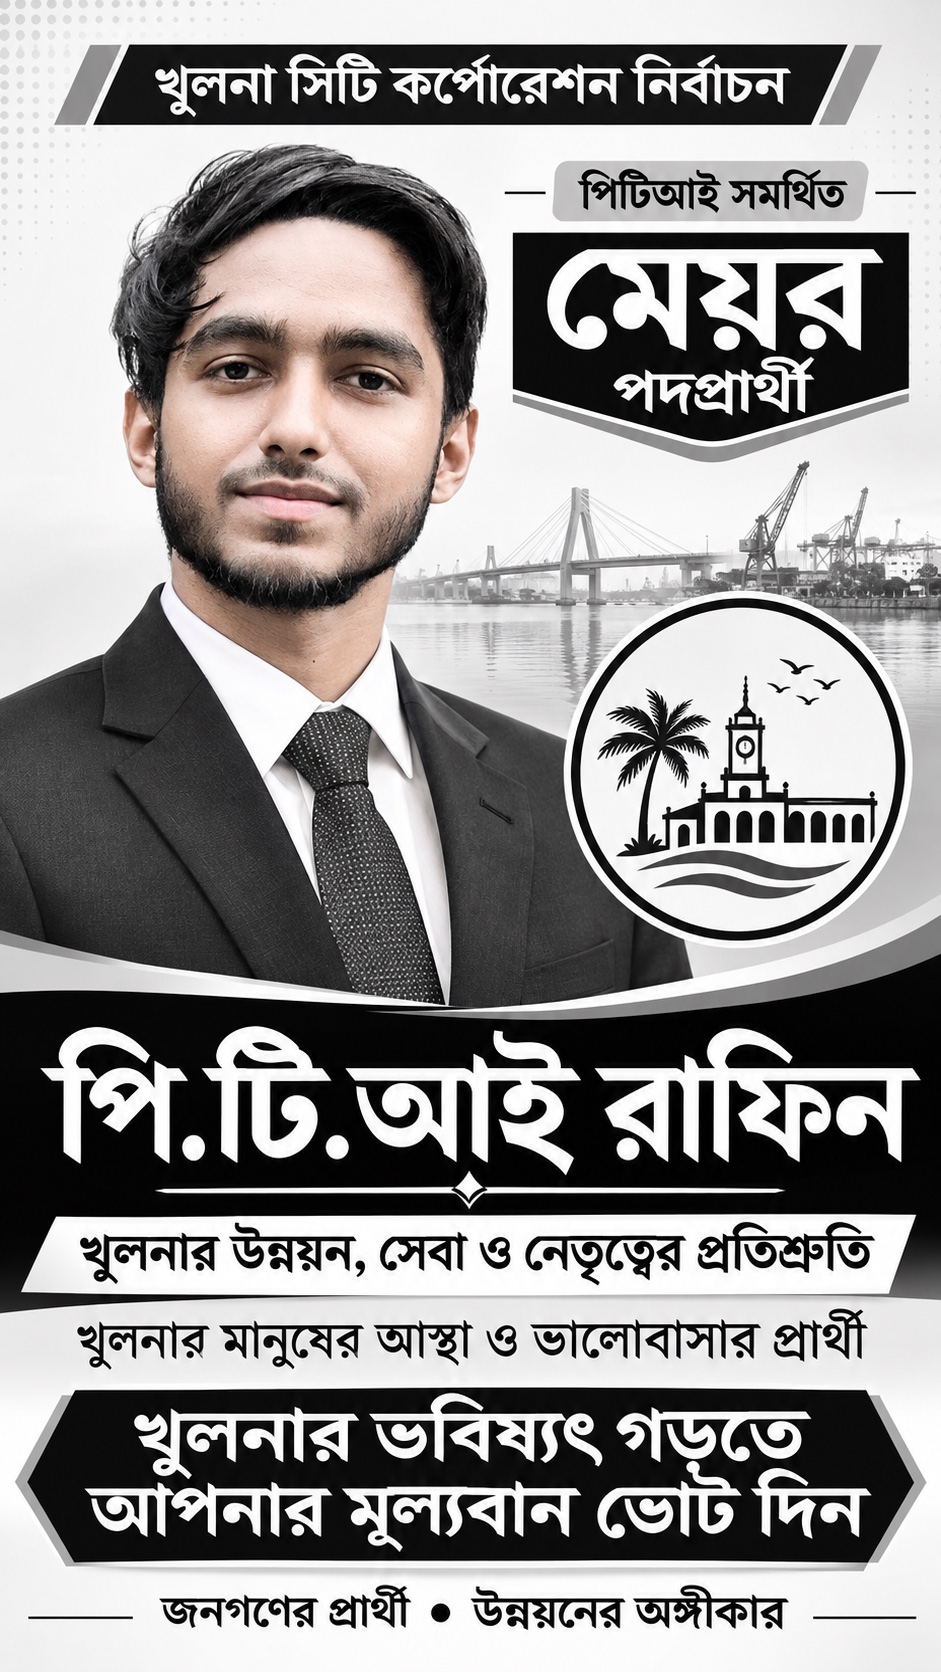 খুলনা সিটি কর্পোরেশন নির্বাচন
পিটিআই সমর্থিত
মেয়র
পদপ্রার্থী
পি.টি.আই রাফিন
খুলনার উন্নয়ন, সেবা ও নেতৃত্বের প্রতিশ্রুতি
খুলনার মানুষের আস্থা ও ভালোবাসার প্রার্থী
খুলনার ভবিষ্যৎ গড়তে
আপনার মূল্যবান ভোট দিন
জনগণের প্রার্থী ● উন্নয়নের অঙ্গীকার